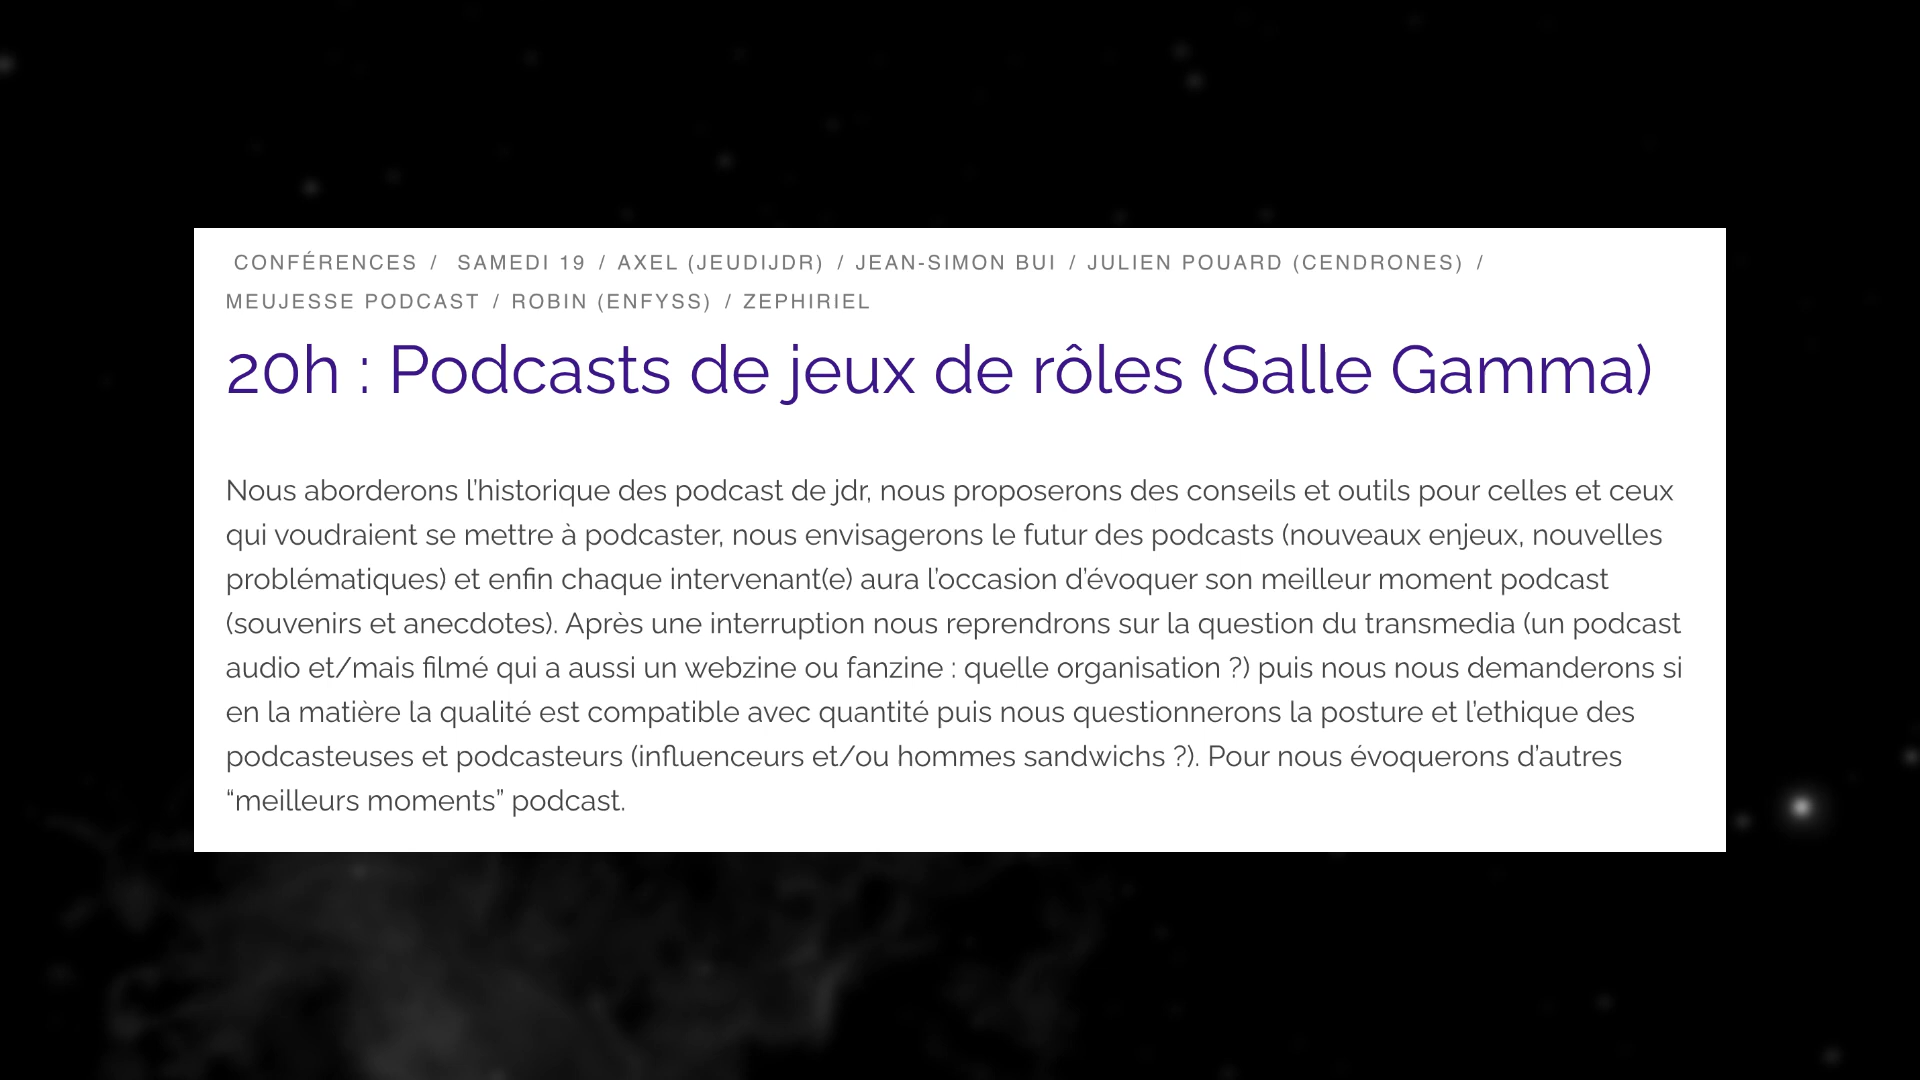 CONFÉRENCES / SAMEDI 19 / AXEL (JEUDIJDR) / JEAN-SIMON BUI / JULIEN POUARD (CENDRONES) /
MEUJESSE PODCAST / ROBIN (ENFYSS) / ZEPHIRIEL
20h : Podcasts de jeux de rôles (Salle Gamma)
Nous aborderons l’historique des podcast de jdr, nous proposerons des conseils et outils pour celles et ceux
qui voudraient se mettre à podcaster, nous envisagerons le futur des podcasts (nouveaux enjeux, nouvelles
problématiques) et enfin chaque intervenant(e) aura l’occasion d’évoquer son meilleur moment podcast
(souvenirs et anecdotes). Après une interruption nous reprendrons sur la question du transmedia (un podcast
audio et/mais filmé qui a aussi un webzine ou fanzine : quelle organisation ?) puis nous nous demanderons si
en la matière la qualité est compatible avec quantité puis nous questionnerons la posture et l’ethique des
podcasteuses et podcasteurs (influenceurs et/ou hommes sandwichs ?). Pour nous évoquerons d’autres
“meilleurs moments” podcast.